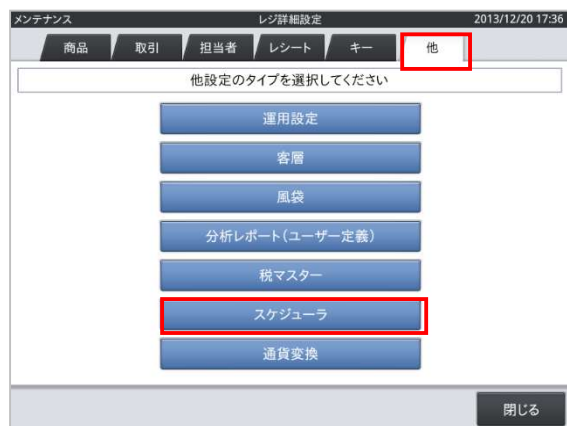 メンテナンス レジ詳細設定 2013/12/20 17:36
商品 取引 担当者 レシート キー 他
他設定のタイプを選択してください
運用設定
客層
風袋
分析レポート(ユーザー定義)
税マスター
スケジューラ
通貨変換
閉じる